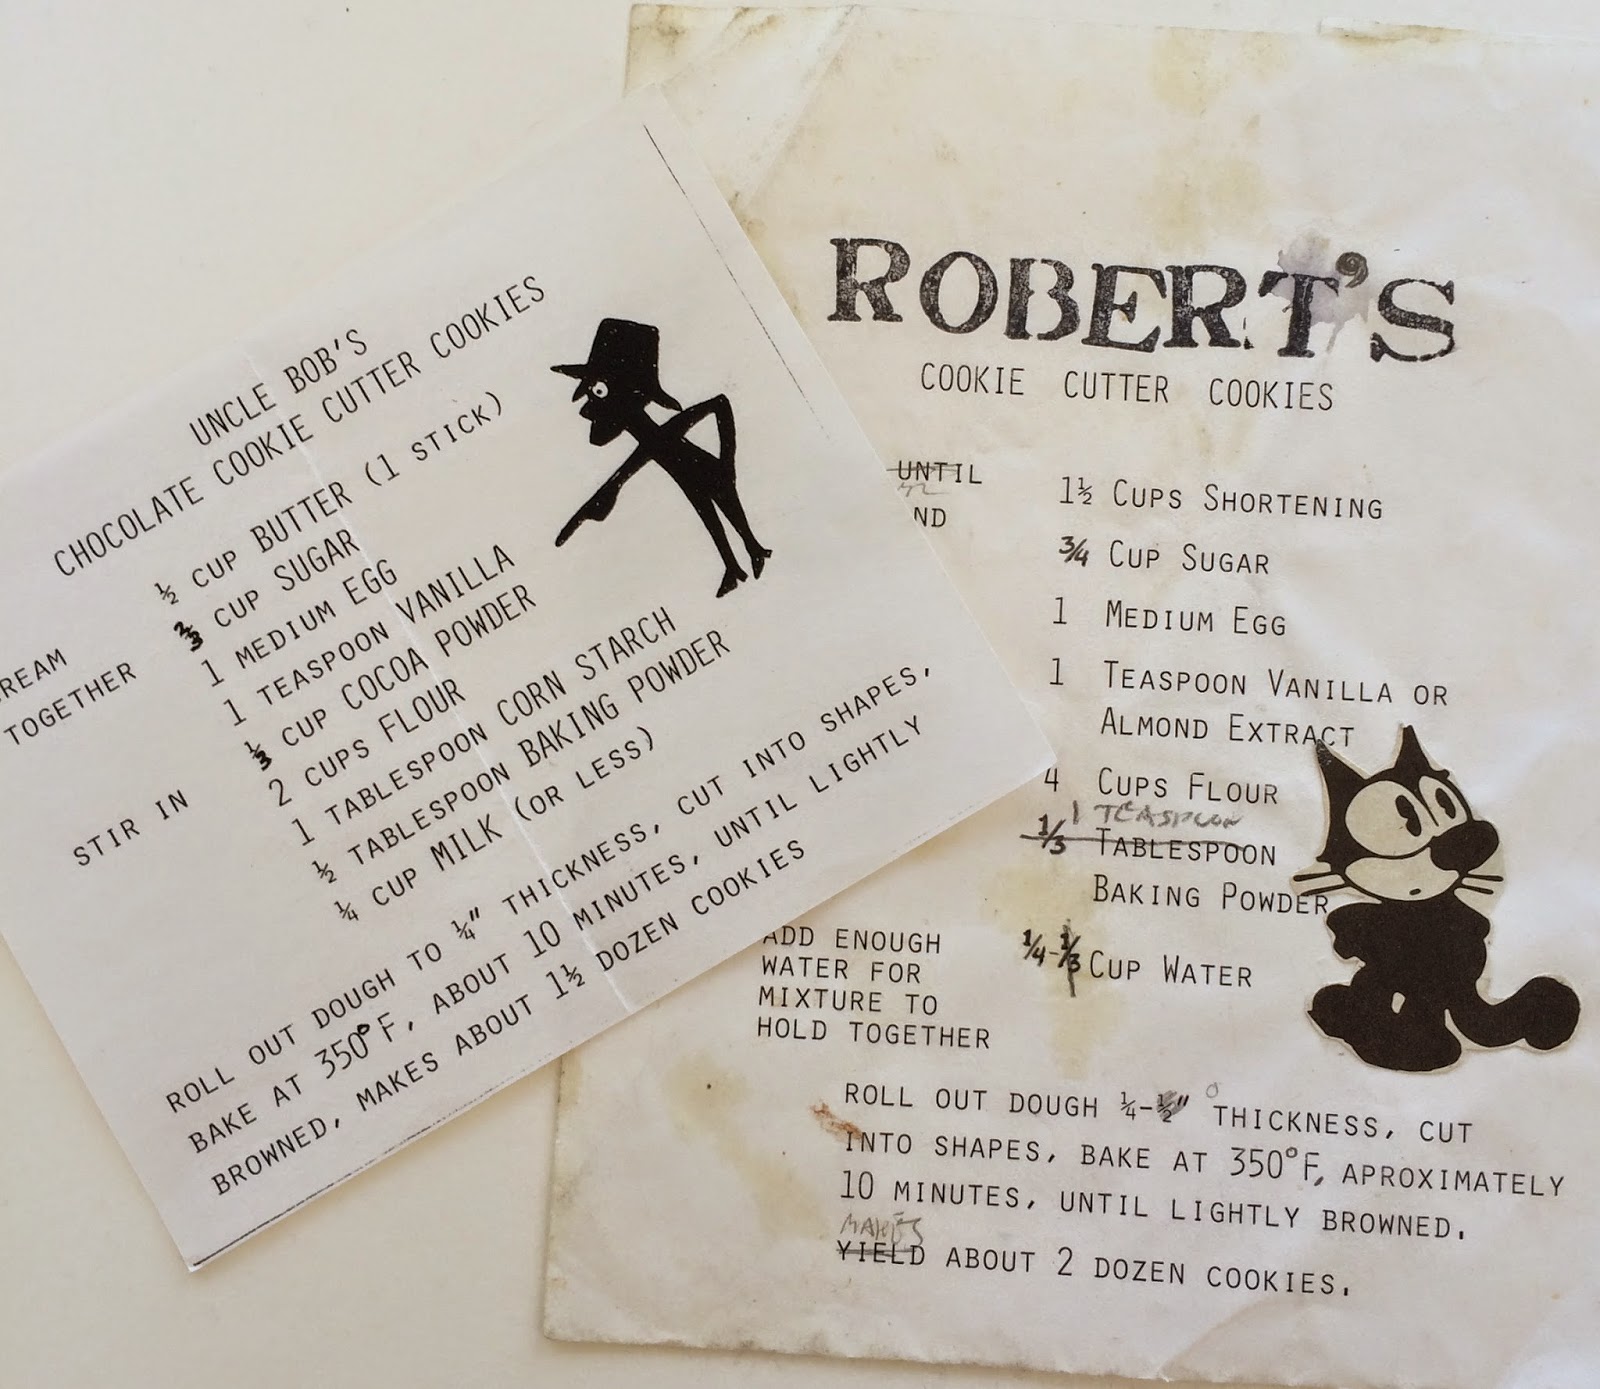 UNCLE BOB'S
CHOCOLATE COOKIE CUTTER COOKIES
½ CUP BUTTER (1 STICK)
⅔ CUP SUGAR
1 MEDIUM EGG
REAM
TOGETHER
1 TEASPOON VANILLA
⅓ CUP COCOA POWDER
2 CUPS FLOUR
STIR IN
1 TABLESPOON CORN STARCH
½ TABLESPOON BAKING POWDER
¼ CUP MILK (OR LESS)
ROLL OUT DOUGH TO ¼" THICKNESS, CUT INTO SHAPES,
BAKE AT 350°F, ABOUT 10 MINUTES, UNTIL LIGHTLY
BROWNED, MAKES ABOUT 1½ DOZEN COOKIES
ROBERT'S
COOKIE CUTTER COOKIES
UNTIL
ND
1½ CUPS SHORTENING
¾ CUP SUGAR
1 MEDIUM EGG
1 TEASPOON VANILLA OR
ALMOND EXTRACT
4 CUPS FLOUR
1 TEASPOON
⅓ TABLESPOON
BAKING POWDER
ADD ENOUGH
WATER FOR
MIXTURE TO
HOLD TOGETHER
¼-⅓ CUP WATER
ROLL OUT DOUGH ¼-½" THICKNESS, CUT
INTO SHAPES, BAKE AT 350°F, APROXIMATELY
10 MINUTES, UNTIL LIGHTLY BROWNED.
MAKES
YIELD ABOUT 2 DOZEN COOKIES.